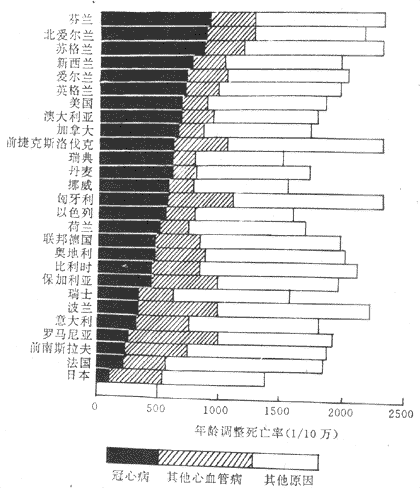 芬兰
北爱尔兰
苏格兰
新西兰
爱尔兰
英格兰
美国
澳大利亚
加拿大
前捷克斯洛伐克
瑞典
丹麦
挪威
匈牙利
以色列
荷兰
联邦德国
奥地利
比利时
保加利亚
瑞士
波兰
意大利
罗马尼亚
前南斯拉夫
法国
日本
0 500 1000 1500 2000 2500
年龄调整死亡率(1/10万)
冠心病 其他心血管病 其他原因